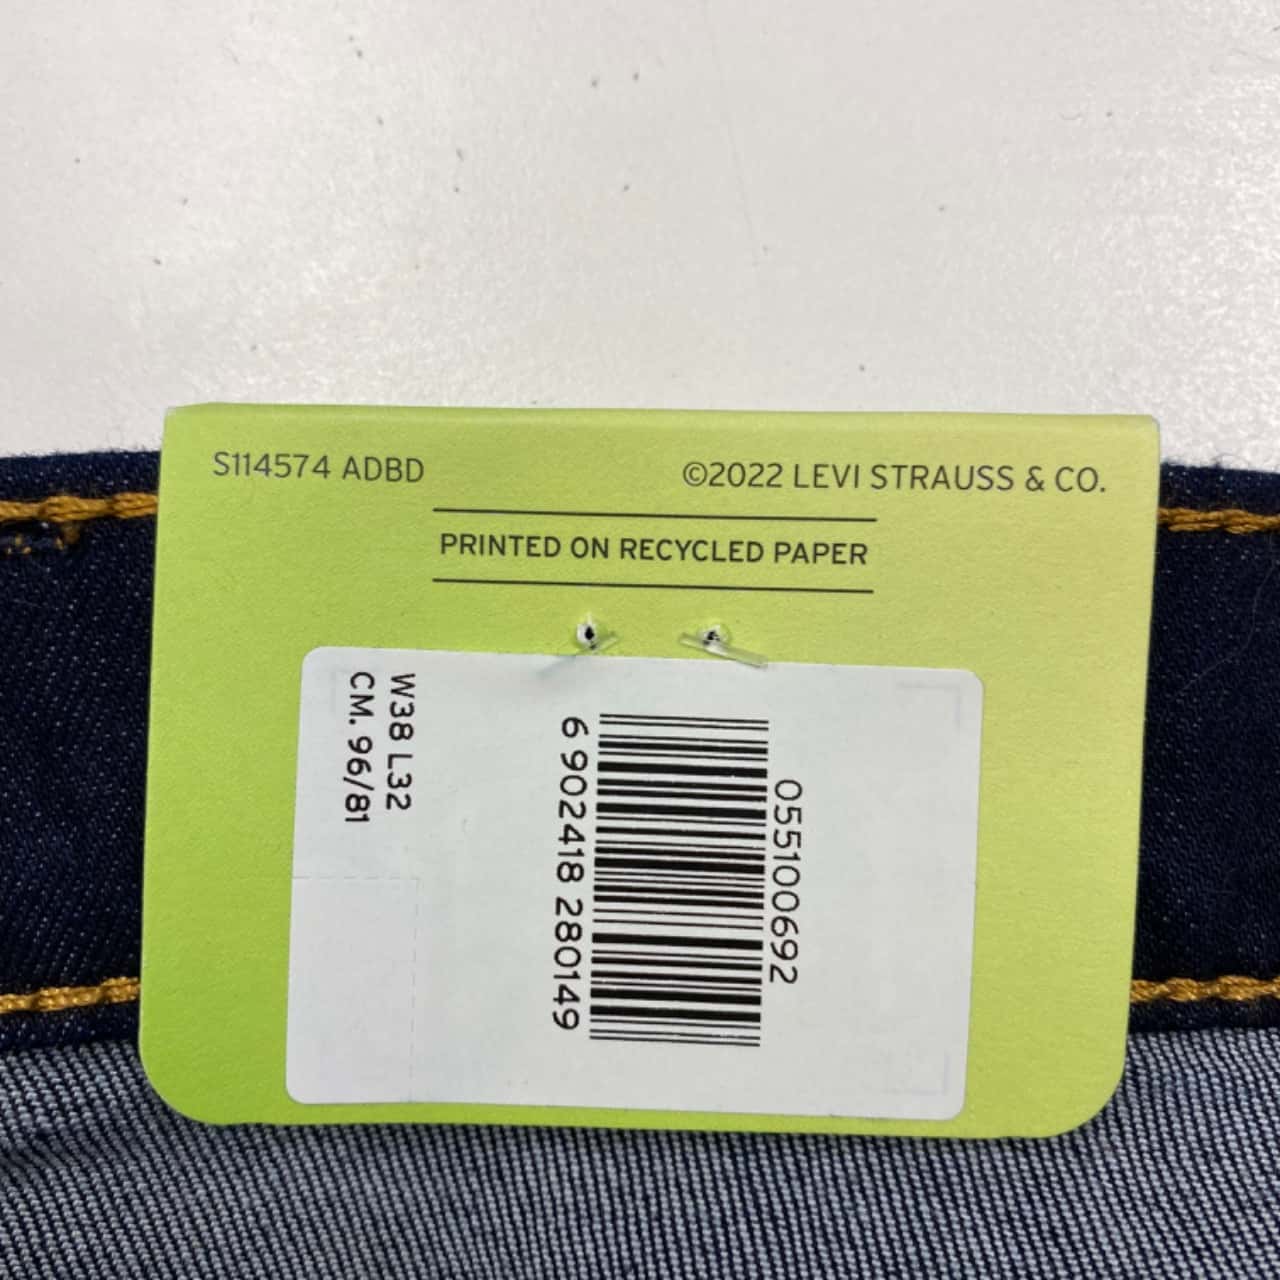 S114574 ADBD
©2022 LEVI STRAUSS & CO.
PRINTED ON RECYCLED PAPER
055100692
6 902418 280149
W38 L32
CM. 96/81